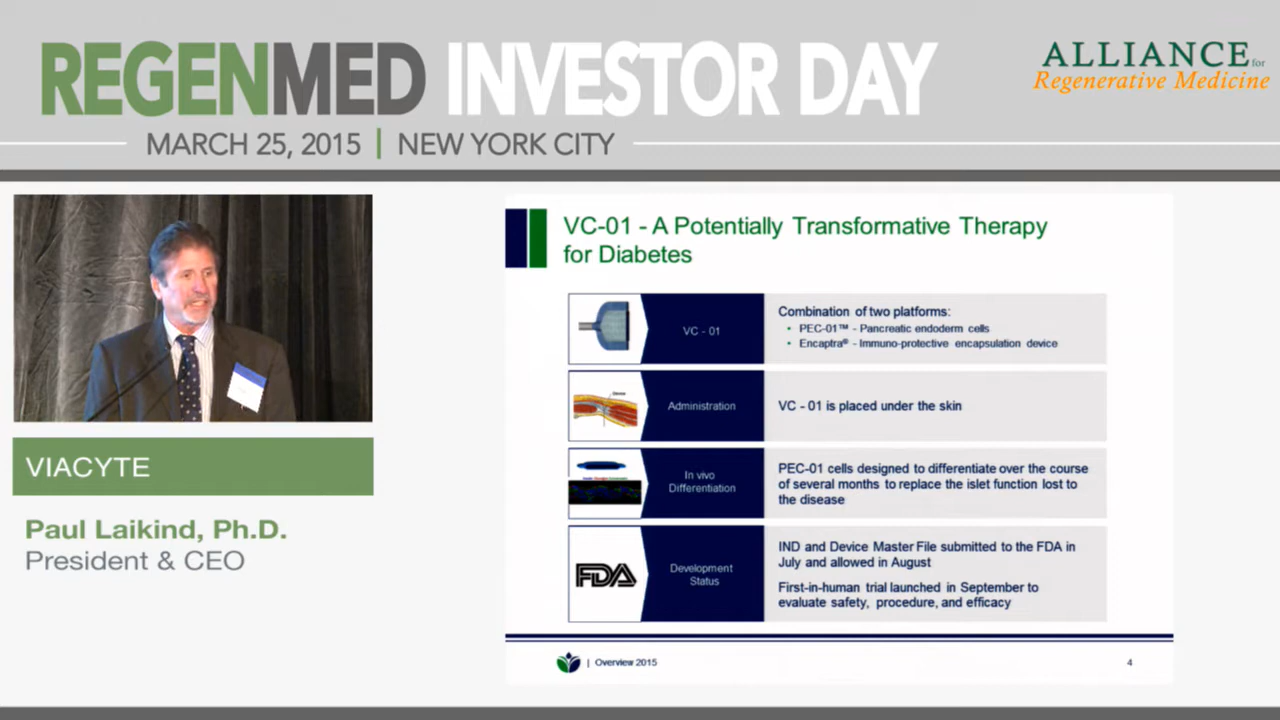 REGENMED INVESTOR DAY
MARCH 25, 2015 | NEW YORK CITY
ALLIANCE for
Regenerative Medicine
VIACYTE
Paul Laikind, Ph.D.
President & CEO
VC-01 - A Potentially Transformative Therapy
for Diabetes
VC - 01
Combination of two platforms:
• PEC-01™ - Pancreatic endoderm cells
• Encaptra® - Immuno-protective encapsulation device
Administration
VC - 01 is placed under the skin
In vivo
Differentiation
PEC-01 cells designed to differentiate over the course
of several months to replace the islet function lost to
the disease
FDA
Development
Status
IND and Device Master File submitted to the FDA in
July and allowed in August
First-in-human trial launched in September to
evaluate safety, procedure, and efficacy
| Overview 2015
4